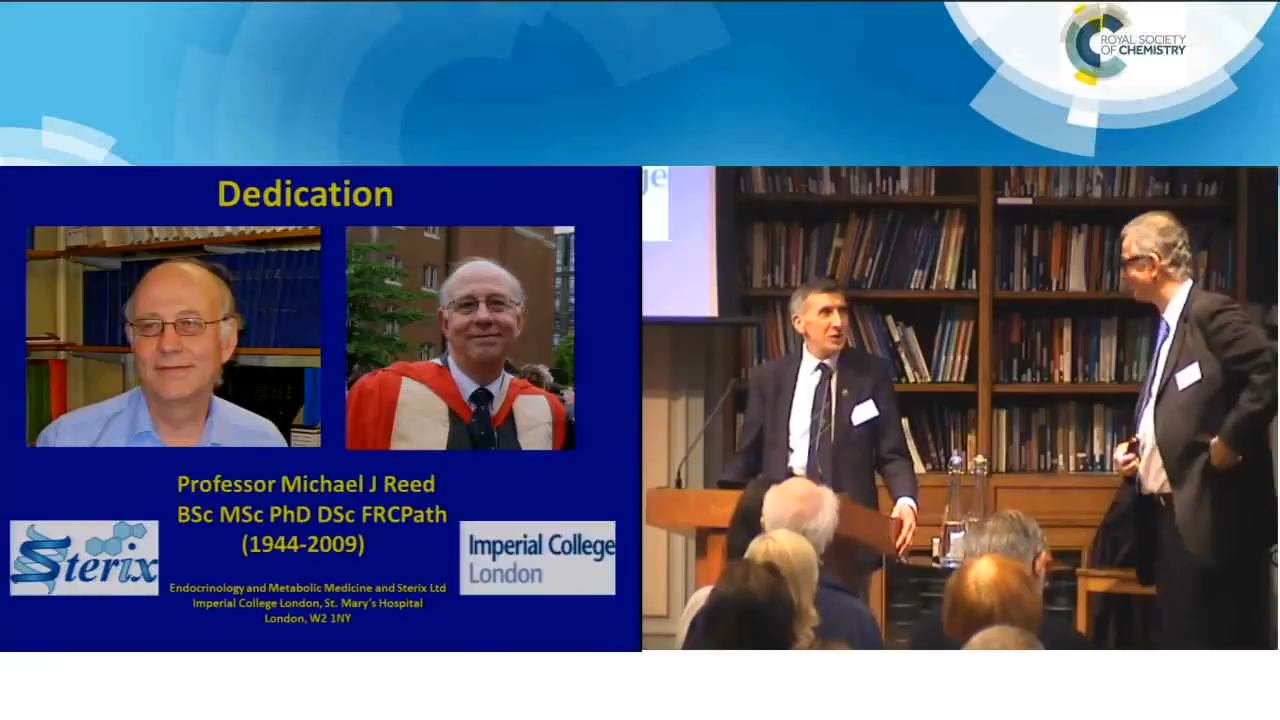 ROYAL SOCIETY
OF CHEMISTRY
Dedication
Professor Michael J Reed
BSc MSc PhD DSc FRCPath
(1944-2009)
Sterix
Imperial College
London
Endocrinology and Metabolic Medicine and Sterix Ltd
Imperial College London, St. Mary's Hospital
London, W2 1NY
ge